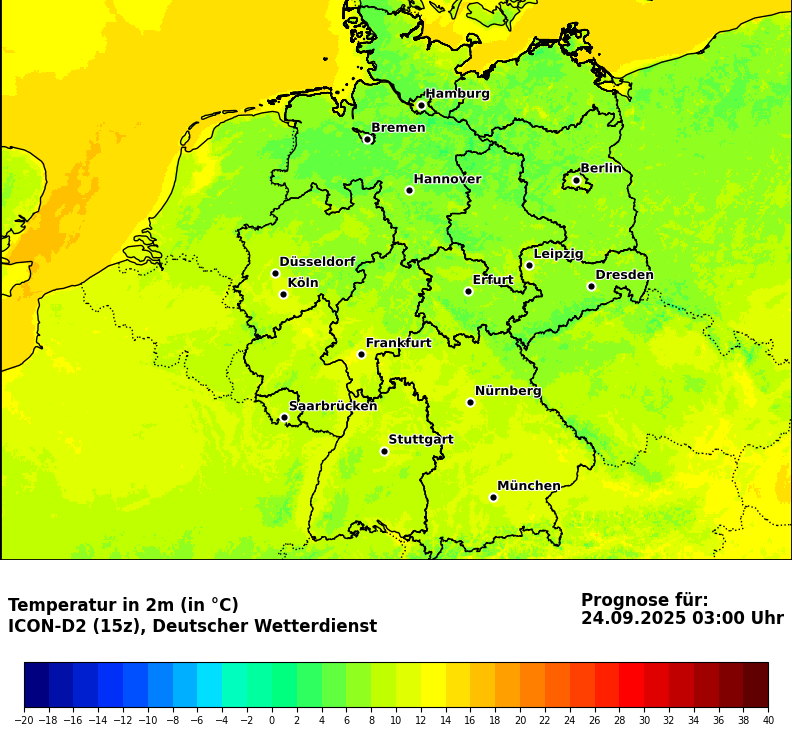 Hamburg
Bremen
Berlin
Hannover
Leipzig
Düsseldorf
Dresden
Köln
Erfurt
Frankfurt
Nürnberg
Saarbrücken
Stuttgart
München
Temperatur in 2m (in °C)
ICON-D2 (15z), Deutscher Wetterdienst
Prognose für:
24.09.2025 03:00 Uhr
−20 −18 −16 −14 −12 −10 −8 −6 −4 −2 0 2 4 6 8 10 12 14 16 18 20 22 24 26 28 30 32 34 36 38 40